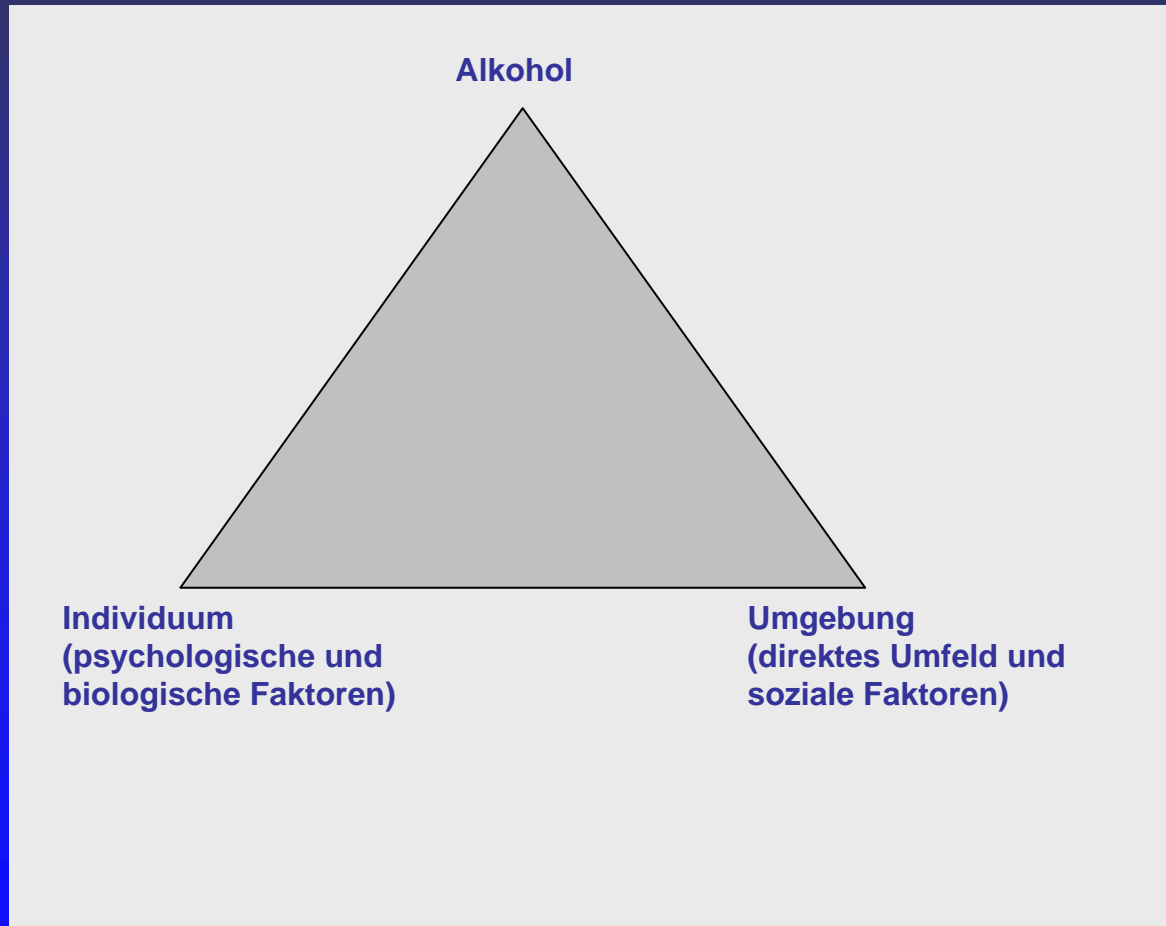 Alkohol
Individuum
(psychologische und
biologische Faktoren)
Umgebung
(direktes Umfeld und
soziale Faktoren)